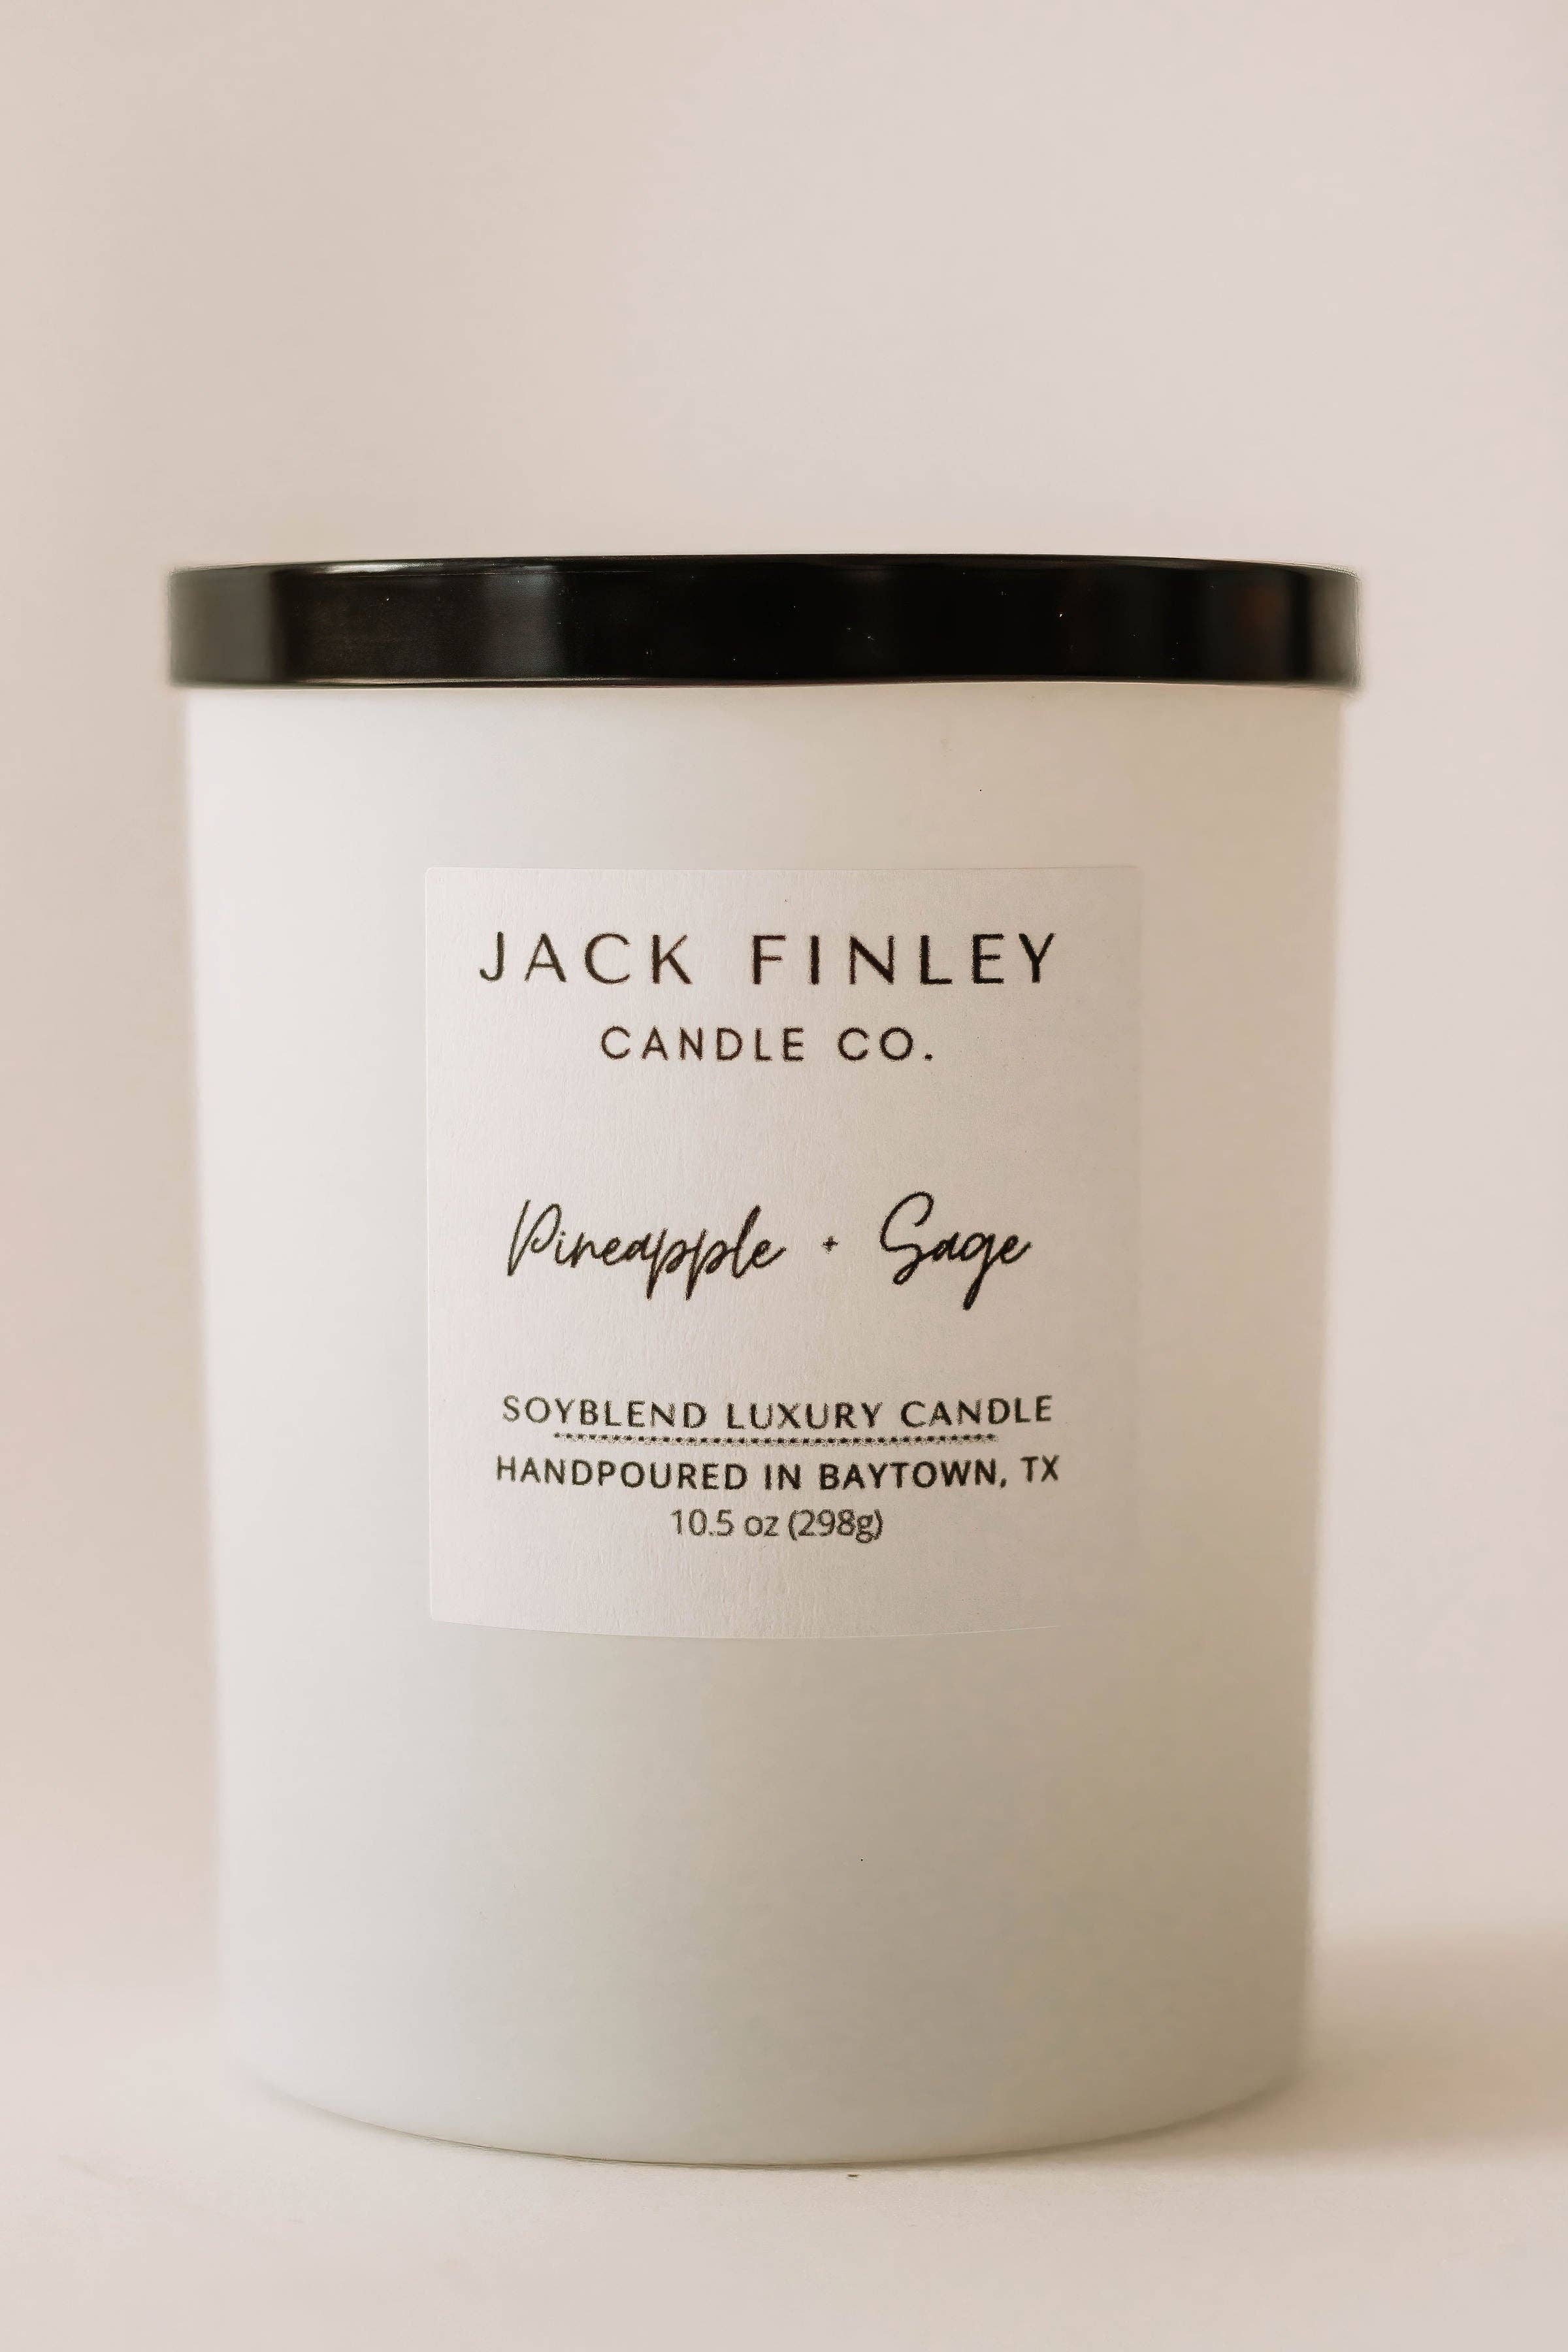 JACK FINLEY
CANDLE CO.
Pineapple + Sage
SOYBLEND LUXURY CANDLE
HANDPOURED IN BAYTOWN, TX
10.5 oz (298g)